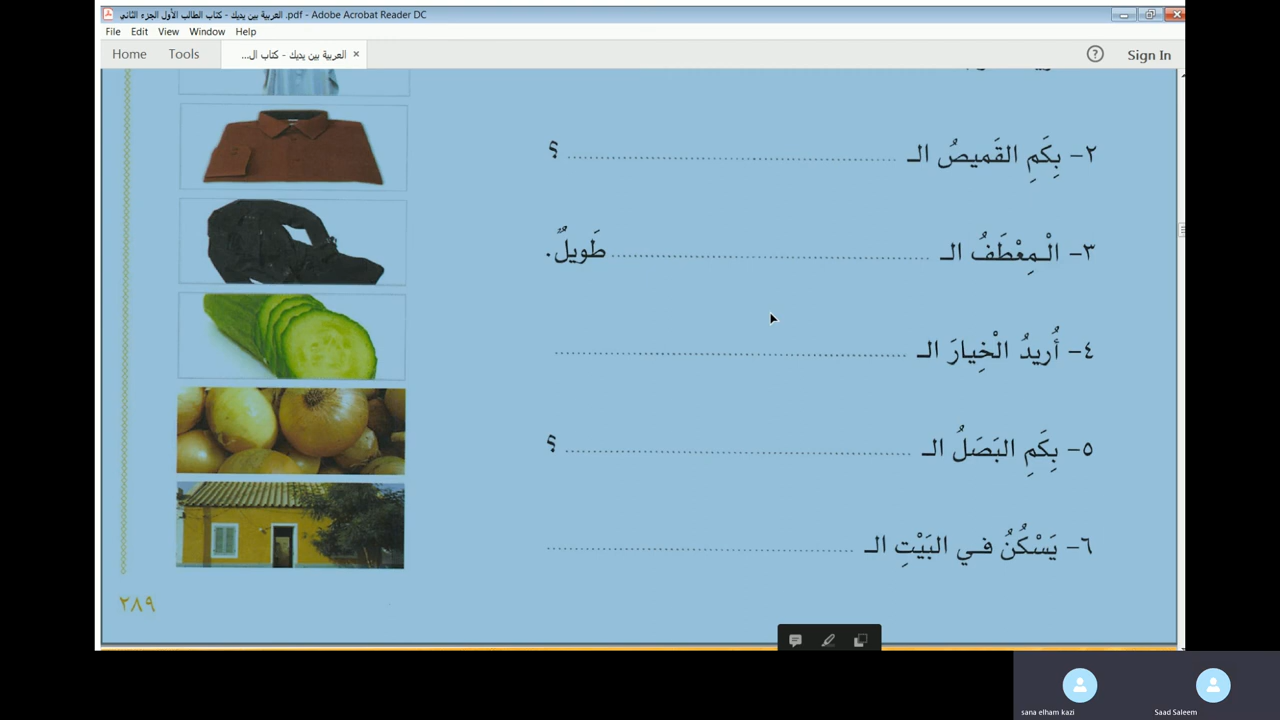 العربية بين يديك - كتاب الطالب الأول الجزء الثاني .pdf - Adobe Acrobat Reader DC
File Edit View Window Help
Home Tools العربية بين يديك - كتاب ال... × Sign In
٢- بِكَمِ القَميصُ الـ ........ ؟
٣- الْـمِعْطَفُ الـ ........ طَويلٌ.
٤- أُريدُ الْخِيارَ الـ ........
٥- بِكَمِ البَصَلُ الـ ........ ؟
٦- يَسْكُنُ فـي البَيْتِ الـ ........
٢٨٩
sana elham kazi
Saad Saleem